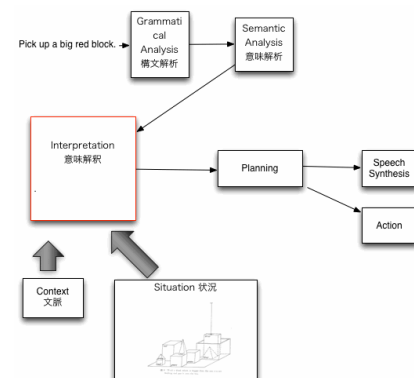 Pick up a big red block.
Grammati
cal
Analysis
構文解析
Semantic
Analysis
意味解析
Interpretation
意味解釈
.
Planning
Speech
Synthesis
Action
Context
文脈
Situation 状況